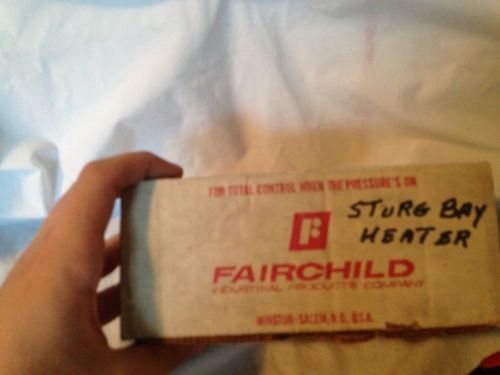 FOR TOTAL CONTROL WHEN THE PRESSURE'S ON
STURG BAY
HEATER
FAIRCHILD
INDUSTRIAL PRODUCTS COMPANY
WINSTON-SALEM, N.C., U.S.A.